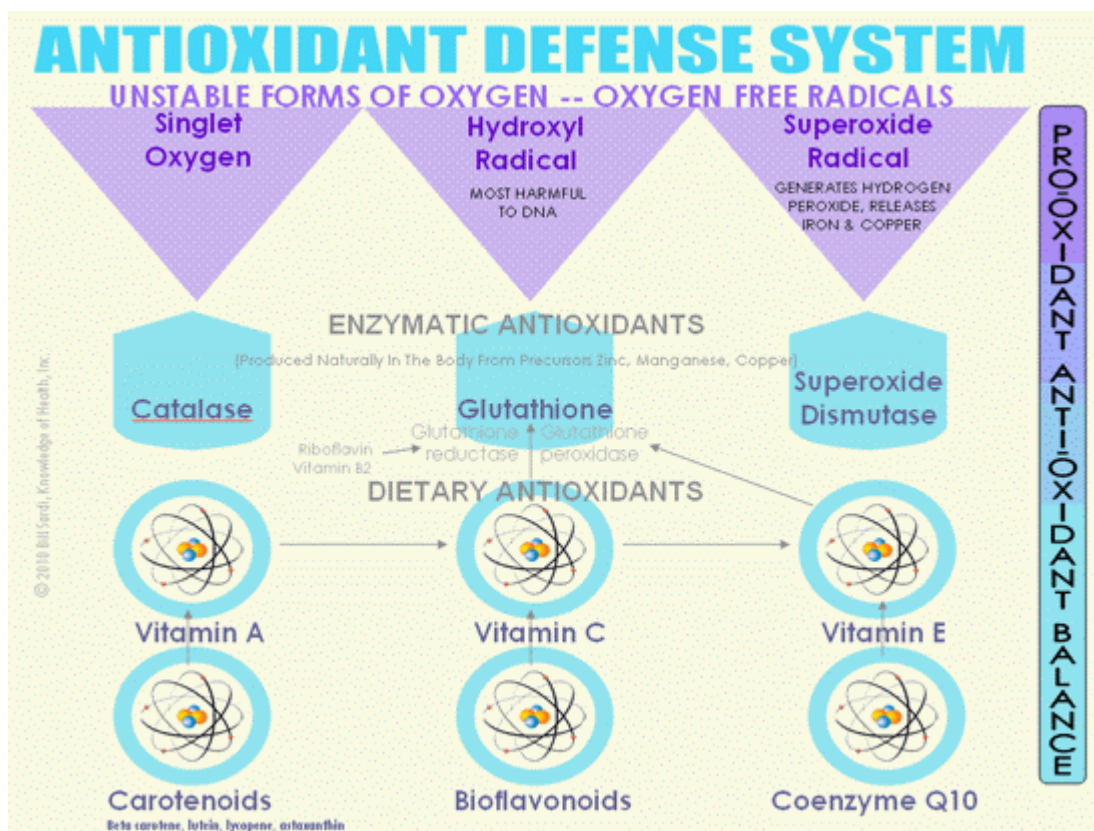 ANTIOXIDANT DEFENSE SYSTEM
UNSTABLE FORMS OF OXYGEN -- OXYGEN FREE RADICALS
Singlet
Oxygen
Hydroxyl
Radical
MOST HARMFUL
TO DNA
Superoxide
Radical
GENERATES HYDROGEN
PEROXIDE, RELEASES
IRON & COPPER
ENZYMATIC ANTIOXIDANTS
(Produced Naturally In The Body From Precursors Zinc, Manganese, Copper)
Catalase
Glutathione
Superoxide
Dismutase
Glutathione
reductase
Glutathione
peroxidase
Riboflavin
Vitamin B2
DIETARY ANTIOXIDANTS
Vitamin A
Vitamin C
Vitamin E
Carotenoids
Beta carotene, lutein, lycopene, astaxanthin
Bioflavonoids
Coenzyme Q10
PRO-OXIDANT ANTI-OXIDANT BALANCE
© 2010 Bill Sardi, Knowledge of Health, Inc.